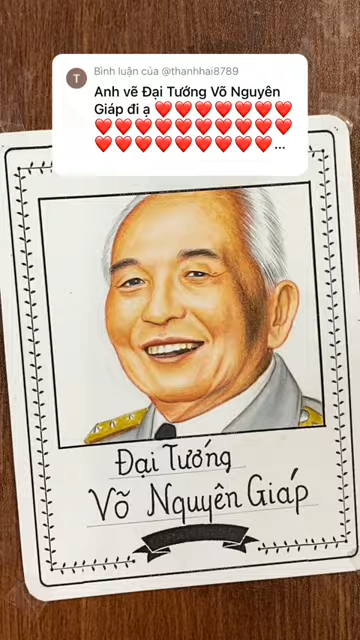 T
Bình luận của @thanhhai8789
Anh vẽ Đại Tướng Võ Nguyên
Giáp đi ạ ❤️❤️❤️❤️❤️❤️❤️
❤️❤️❤️❤️❤️❤️❤️❤️❤️❤️
❤️❤️❤️❤️❤️❤️❤️❤️❤️...
Đại Tướng
Võ Nguyên Giáp